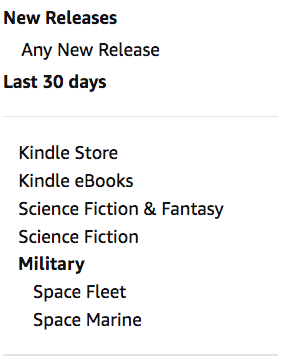 New Releases
Any New Release
Last 30 days
Kindle Store
Kindle eBooks
Science Fiction & Fantasy
Science Fiction
Military
Space Fleet
Space Marine